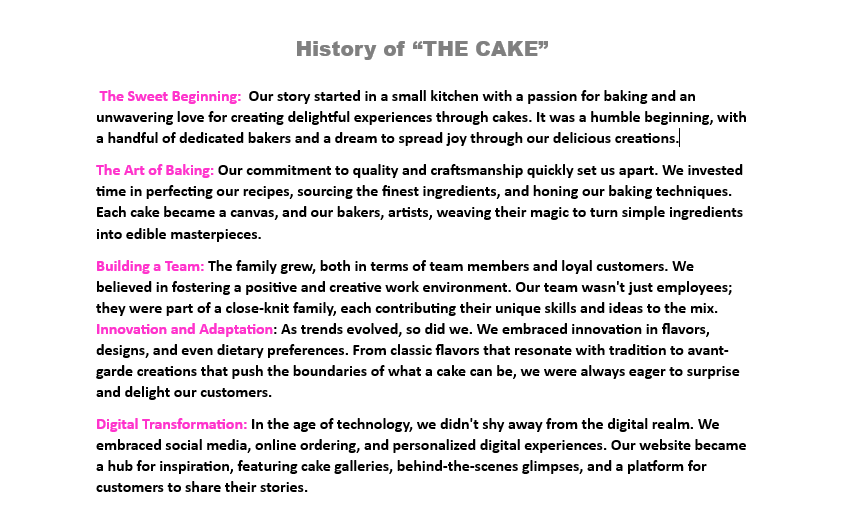 History of “THE CAKE”
The Sweet Beginning:  Our story started in a small kitchen with a passion for baking and an
unwavering love for creating delightful experiences through cakes. It was a humble beginning, with
a handful of dedicated bakers and a dream to spread joy through our delicious creations.
The Art of Baking: Our commitment to quality and craftsmanship quickly set us apart. We invested
time in perfecting our recipes, sourcing the finest ingredients, and honing our baking techniques.
Each cake became a canvas, and our bakers, artists, weaving their magic to turn simple ingredients
into edible masterpieces.
Building a Team: The family grew, both in terms of team members and loyal customers. We
believed in fostering a positive and creative work environment. Our team wasn't just employees;
they were part of a close-knit family, each contributing their unique skills and ideas to the mix.
Innovation and Adaptation: As trends evolved, so did we. We embraced innovation in flavors,
designs, and even dietary preferences. From classic flavors that resonate with tradition to avant-
garde creations that push the boundaries of what a cake can be, we were always eager to surprise
and delight our customers.
Digital Transformation: In the age of technology, we didn't shy away from the digital realm. We
embraced social media, online ordering, and personalized digital experiences. Our website became
a hub for inspiration, featuring cake galleries, behind-the-scenes glimpses, and a platform for
customers to share their stories.